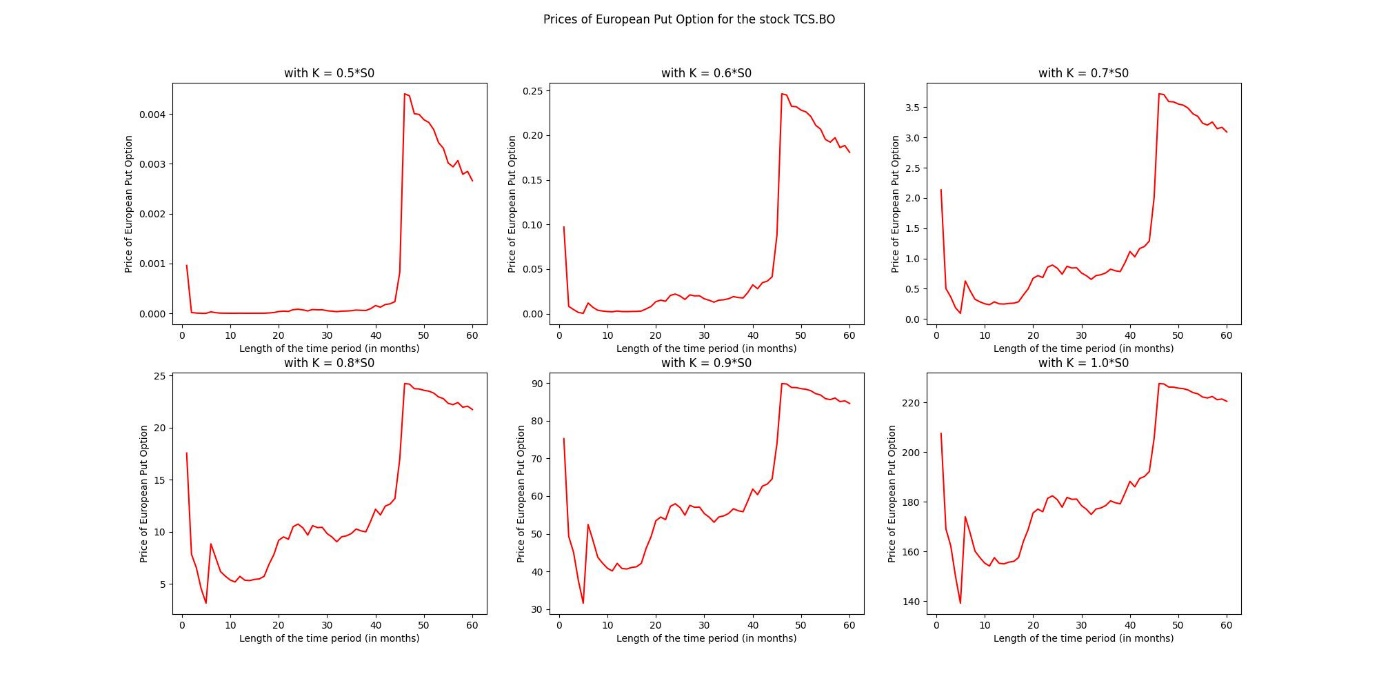 Prices of European Put Option for the stock TCS.BO
with K = 0.5*S0
Price of European Put Option
0.004
0.003
0.002
0.001
0.000
0 10 20 30 40 50 60
Length of the time period (in months)
with K = 0.6*S0
Price of European Put Option
0.25
0.20
0.15
0.10
0.05
0.00
0 10 20 30 40 50 60
Length of the time period (in months)
with K = 0.7*S0
Price of European Put Option
3.5
3.0
2.5
2.0
1.5
1.0
0.5
0.0
0 10 20 30 40 50 60
Length of the time period (in months)
with K = 0.8*S0
Price of European Put Option
25
20
15
10
5
0 10 20 30 40 50 60
Length of the time period (in months)
with K = 0.9*S0
Price of European Put Option
90
80
70
60
50
40
30
0 10 20 30 40 50 60
Length of the time period (in months)
with K = 1.0*S0
Price of European Put Option
220
200
180
160
140
0 10 20 30 40 50 60
Length of the time period (in months)